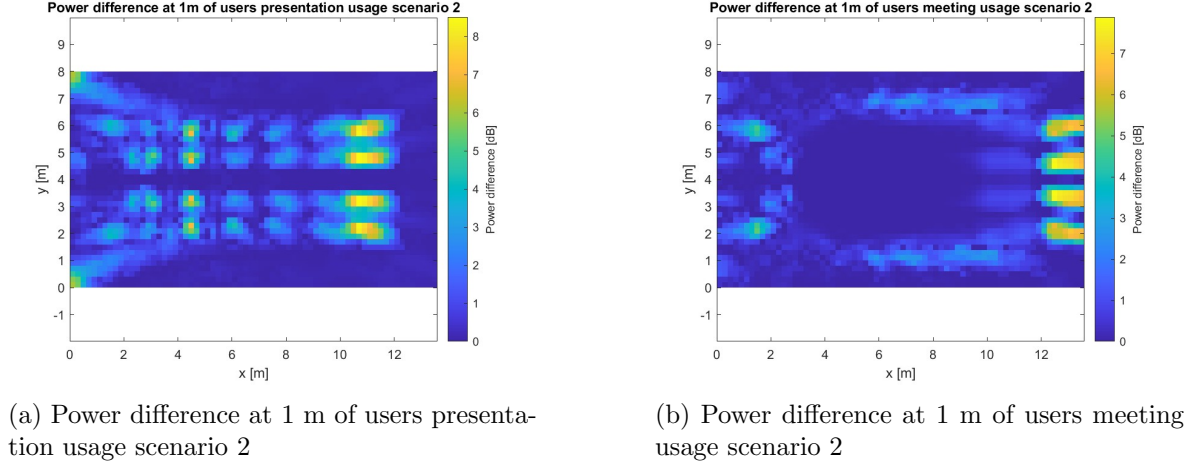 Power difference at 1m of users presentation usage scenario 2
9
8
7
6
5
4
3
2
1
0
-1
y [m]
0 2 4 6 8 10 12
x [m]
8
7
6
5
4
3
2
1
0
Power difference [dB]
Power difference at 1m of users meeting usage scenario 2
9
8
7
6
5
4
3
2
1
0
-1
y [m]
0 2 4 6 8 10 12
x [m]
7
6
5
4
3
2
1
0
Power difference [dB]
(a) Power difference at 1 m of users presenta-
tion usage scenario 2
(b) Power difference at 1 m of users meeting
usage scenario 2